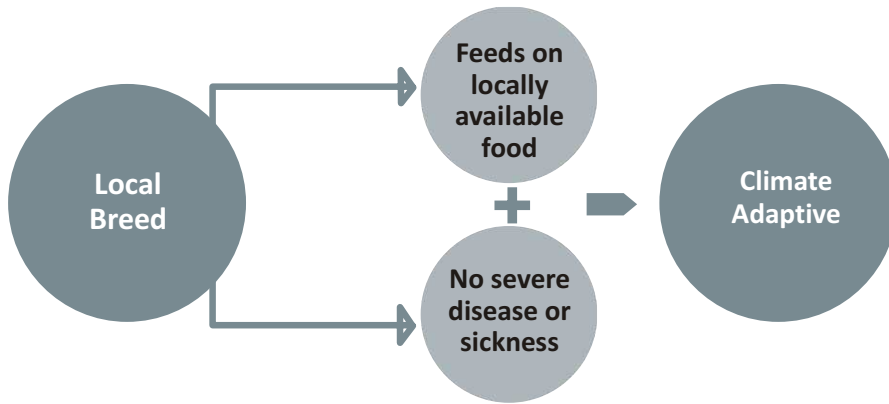 Local
Breed
Feeds on
locally
available
food
+
No severe
disease or
sickness
Climate
Adaptive